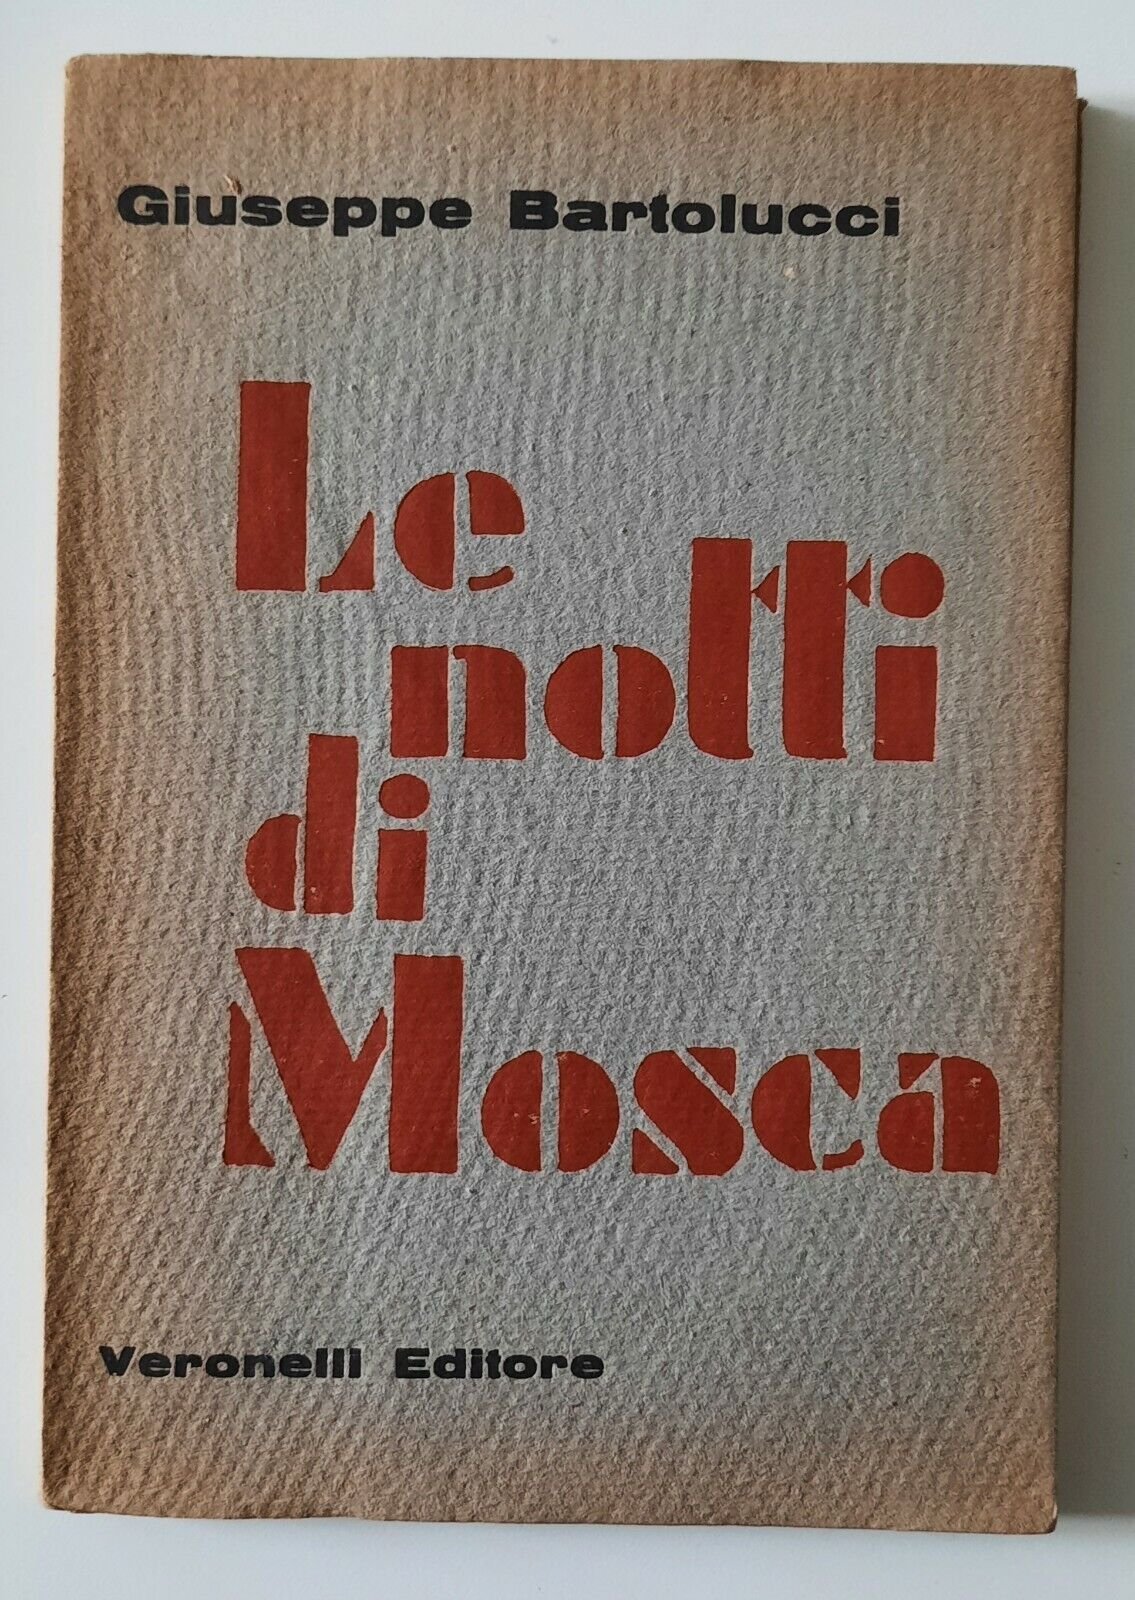 Giuseppe Bartolucci
Le
notti
di
Mosca
Veronelli Editore